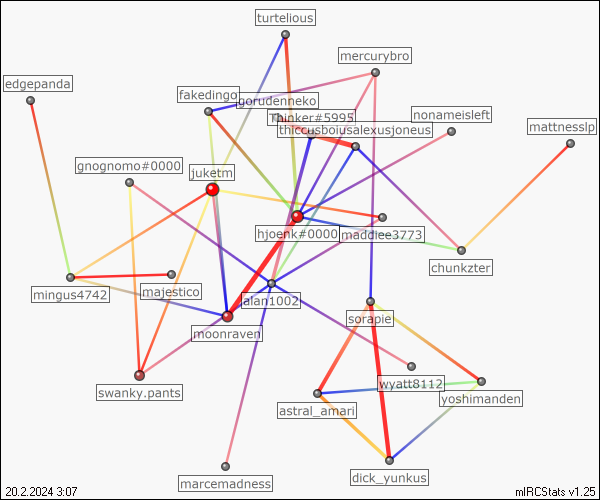 turtelious
mercurybro
edgepanda
fakedingo
gorudenneko
Thinker#5995
nonameisleft
thiccusboiusalexusjoneus
mattnesslp
gnognomo#0000
juketm
hjoenk#0000
maddiee3773
chunkzter
mingus4742
majestico
alan1002
moonraven
sorapie
swanky.pants
wyatt8112
yoshimanden
astral_amari
marcemadness
dick_yunkus
20.2.2024 3:07
mIRCStats v1.25